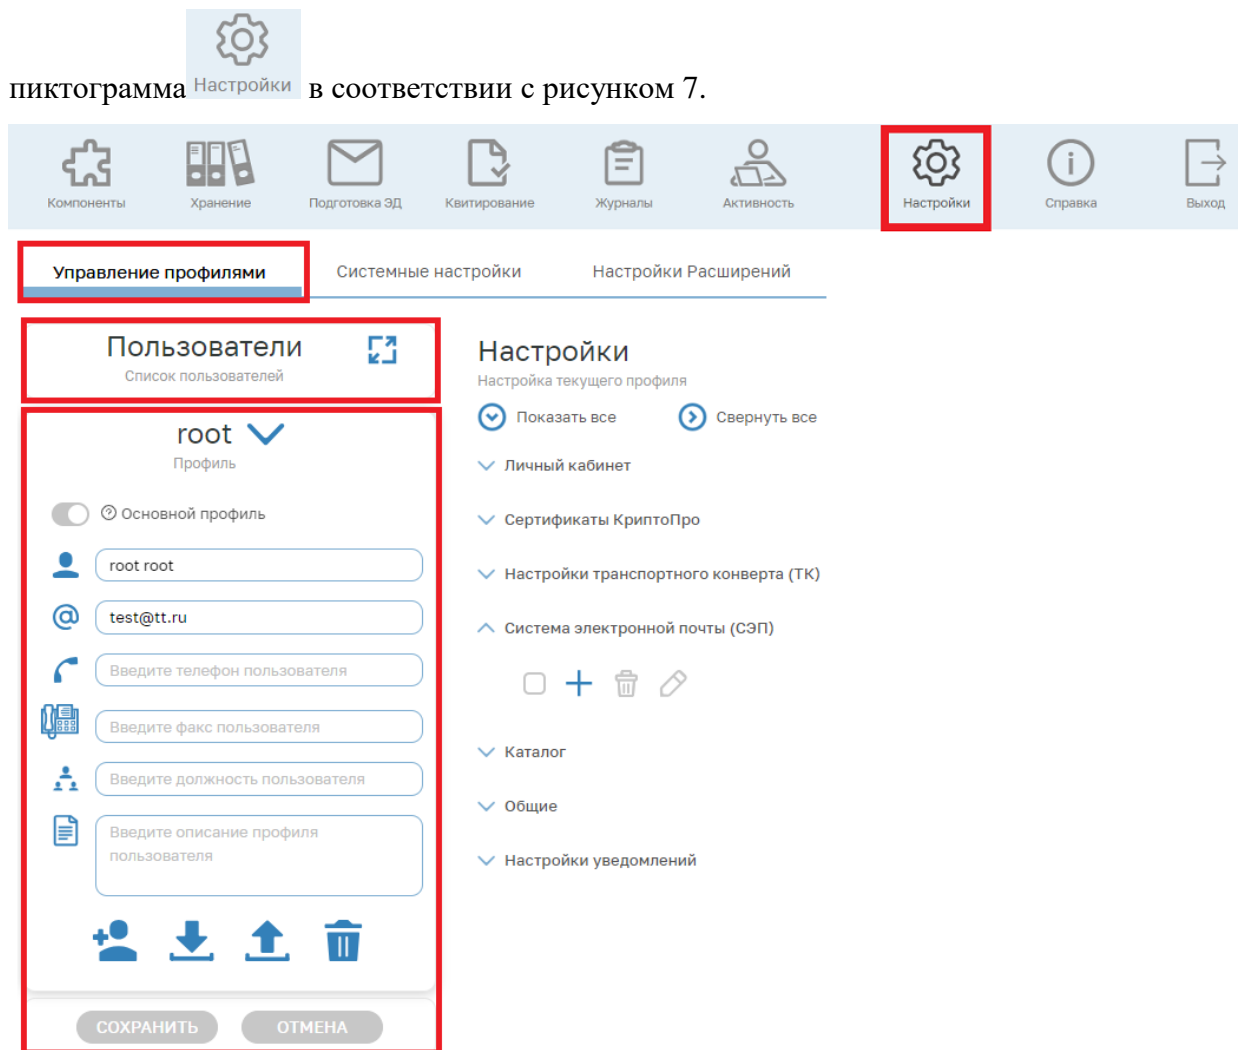 пиктограмма Настройки в соответствии с рисунком 7.
Компоненты Хранение Подготовка ЭД Квитирование Журналы Активность Настройки Справка Выход
Управление профилями Системные настройки Настройки Расширений
Пользователи
Список пользователей
root
Профиль
Основной профиль
root root
test@tt.ru
Введите телефон пользователя
Введите факс пользователя
Введите должность пользователя
Введите описание профиля
пользователя
СОХРАНИТЬ ОТМЕНА
Настройки
Настройка текущего профиля
Показать все Свернуть все
Личный кабинет
Сертификаты КриптоПро
Настройки транспортного конверта (ТК)
Система электронной почты (СЭП)
Каталог
Общие
Настройки уведомлений